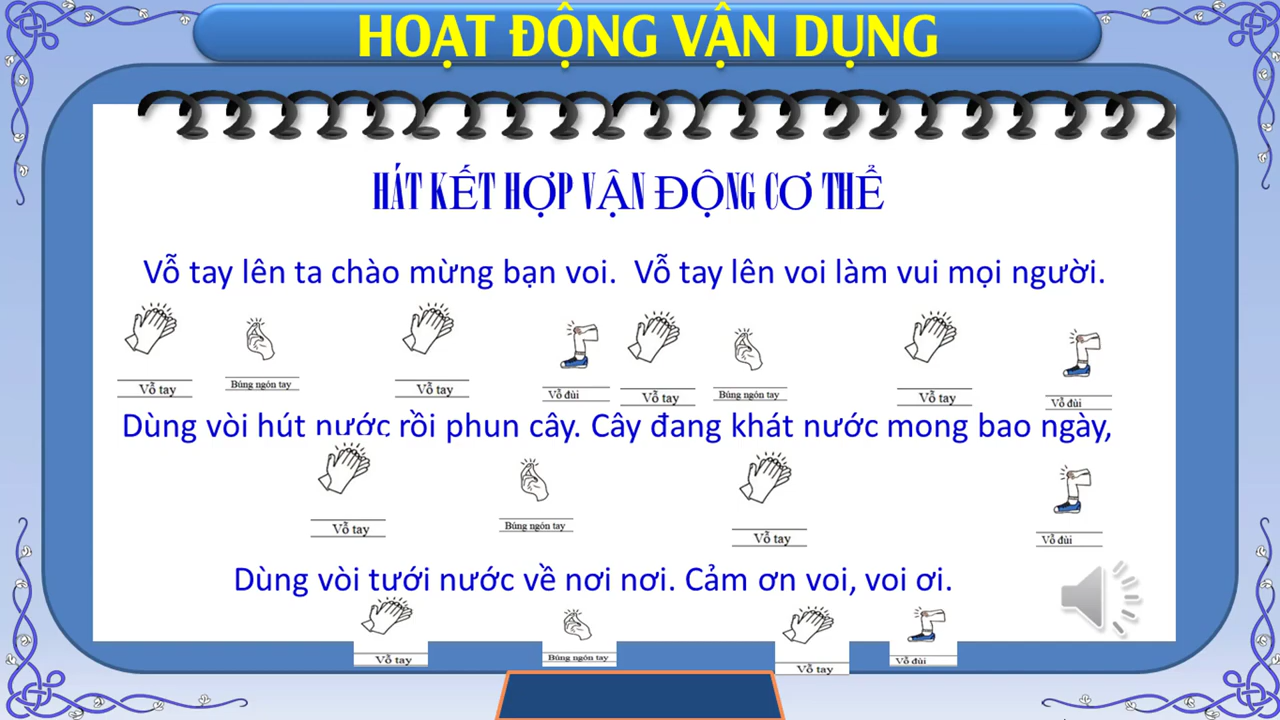 HOẠT ĐỘNG VẬN DỤNG
HÁT KẾT HỢP VẬN ĐỘNG CƠ THỂ
Vỗ tay lên ta chào mừng bạn voi. Vỗ tay lên voi làm vui mọi người.
Vỗ tay Búng ngón tay Vỗ tay Vỗ đùi Vỗ tay Búng ngón tay Vỗ tay Vỗ đùi
Dùng vòi hút nước rồi phun cây. Cây đang khát nước mong bao ngày,
Vỗ tay Búng ngón tay Vỗ tay Vỗ đùi
Dùng vòi tưới nước về nơi nơi. Cảm ơn voi, voi ơi.
Vỗ tay Búng ngón tay Vỗ tay Vỗ đùi